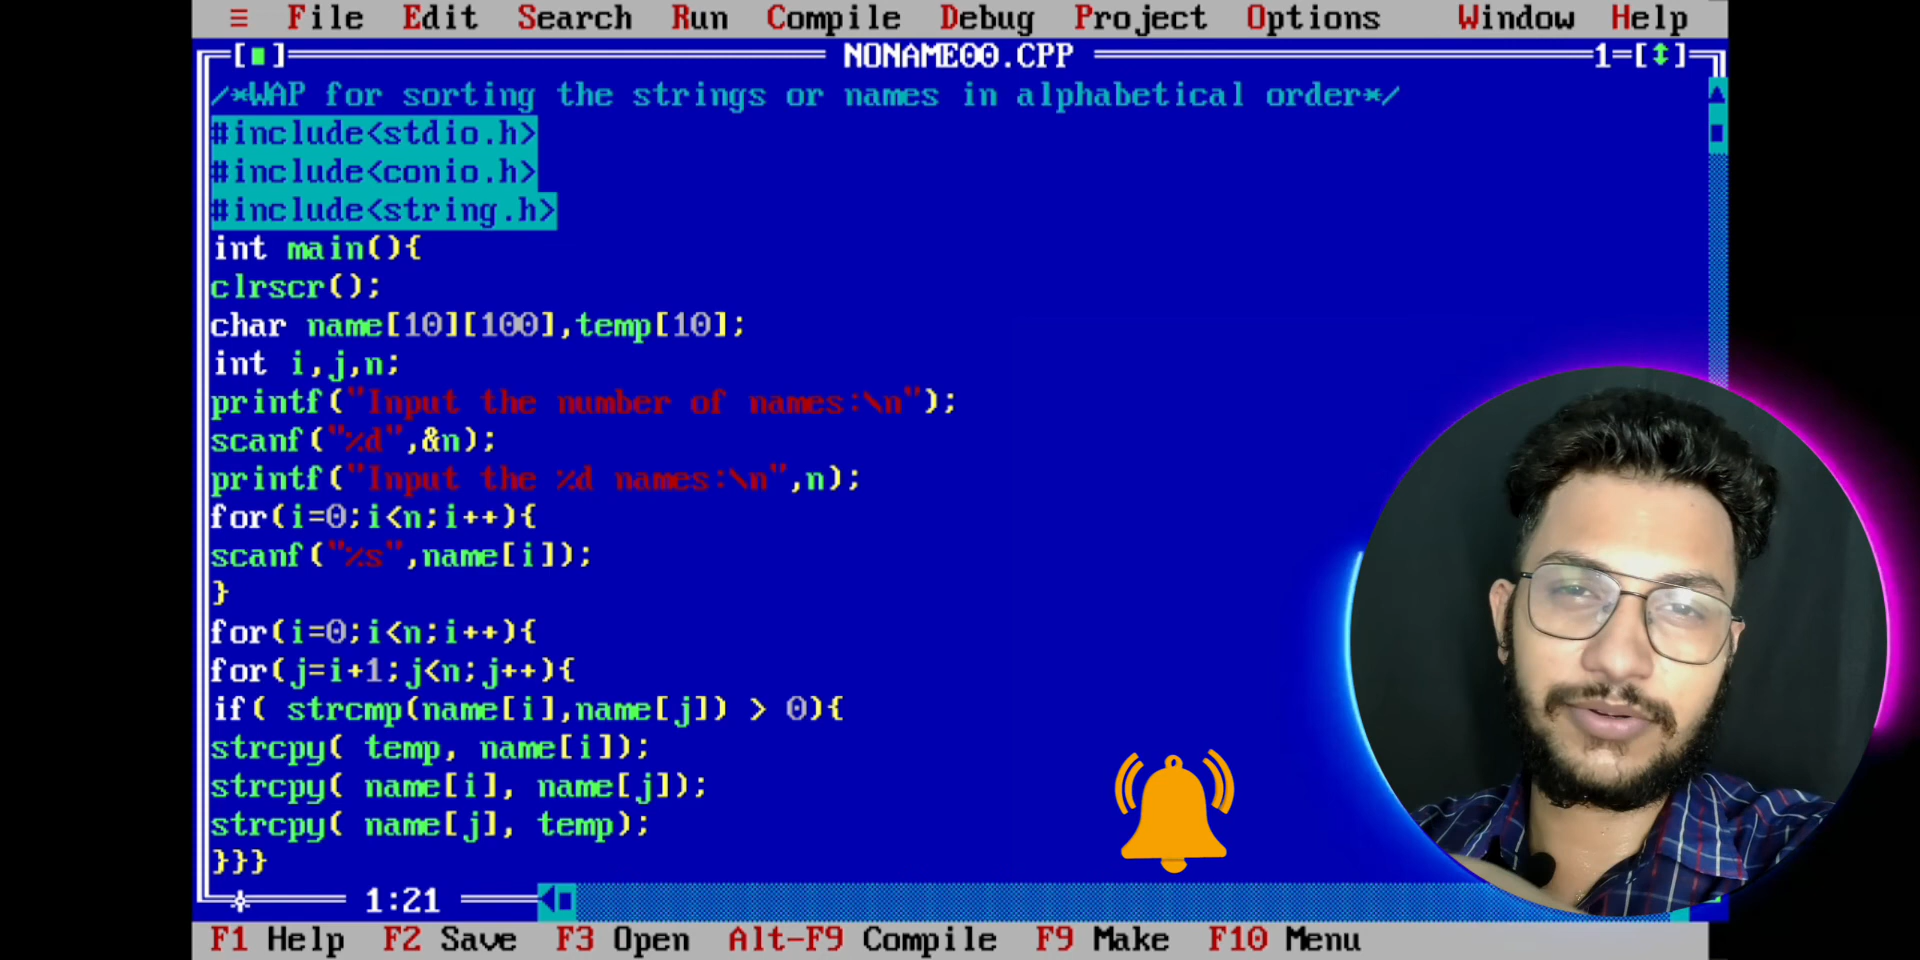 ≡ File Edit Search Run Compile Debug Project Options Window Help
[■] NONAME00.CPP 1=[↕]
/*WAP for sorting the strings or names in alphabetical order*/
#include<stdio.h>
#include<conio.h>
#include<string.h>
int main(){
clrscr();
char name[10][100],temp[10];
int i,j,n;
printf("Input the number of names:\n");
scanf("%d",&n);
printf("Input the %d names:\n",n);
for(i=0;i<n;i++){
scanf("%s",name[i]);
}
for(i=0;i<n;i++){
for(j=i+1;j<n;j++){
if( strcmp(name[i],name[j]) > 0){
strcpy( temp, name[i]);
strcpy( name[i], name[j]);
strcpy( name[j], temp);
}}}
1:21
F1 Help F2 Save F3 Open Alt-F9 Compile F9 Make F10 Menu